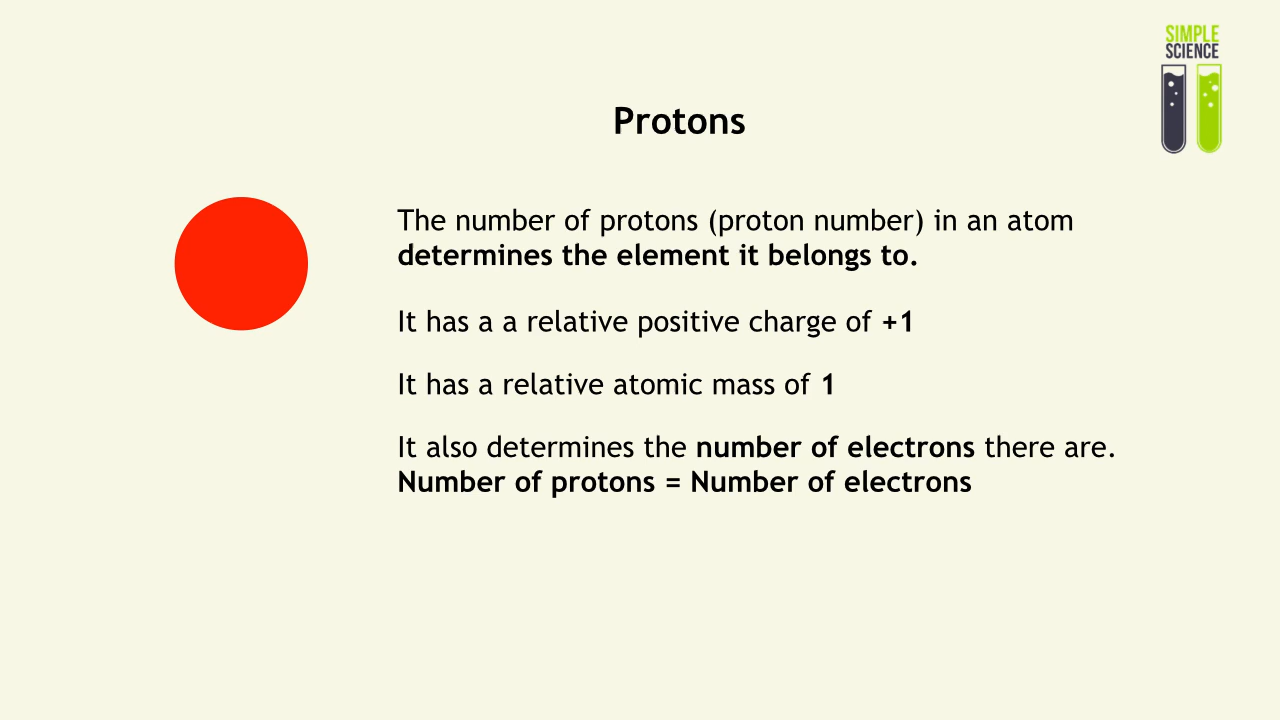 SIMPLE
SCIENCE
Protons
The number of protons (proton number) in an atom
determines the element it belongs to.
It has a a relative positive charge of +1
It has a relative atomic mass of 1
It also determines the number of electrons there are.
Number of protons = Number of electrons